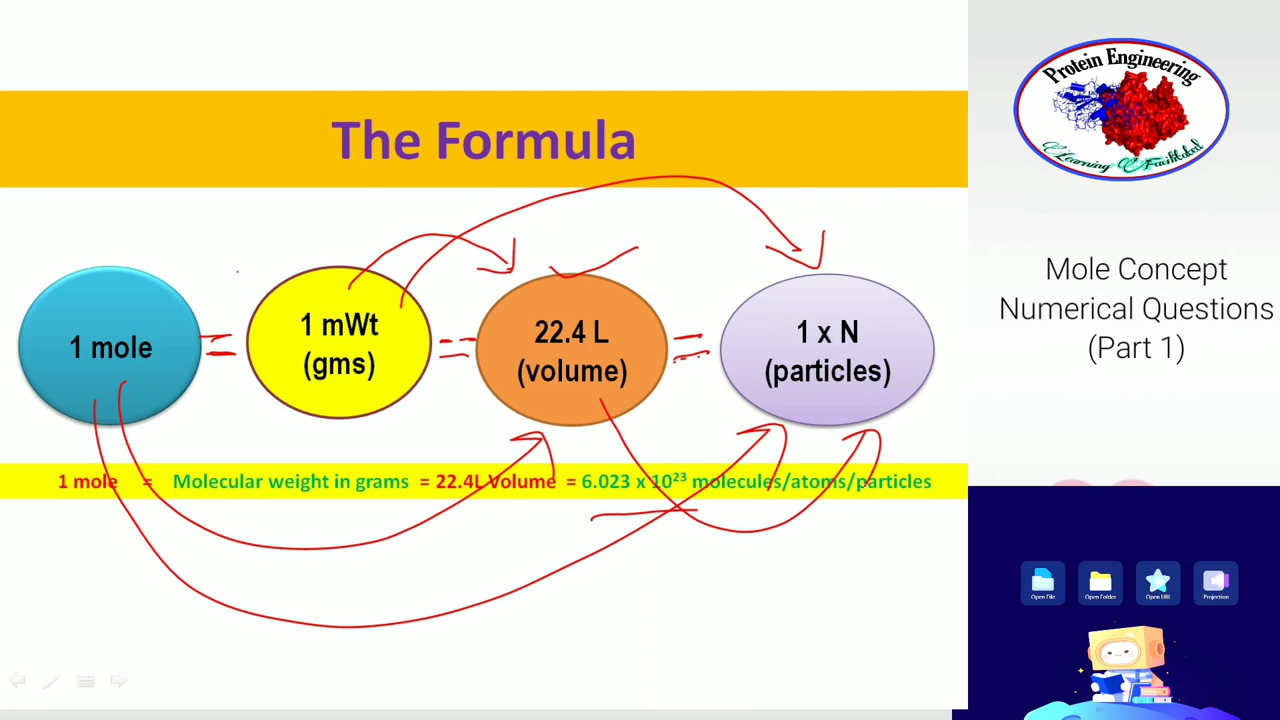 The Formula
1 mole
1 mWt
(gms)
22.4 L
(volume)
1 x N
(particles)
1 mole = Molecular weight in grams = 22.4L Volume = 6.023 x 10²³ molecules/atoms/particles
Protein Engineering
Learning Facilitated
Mole Concept
Numerical Questions
(Part 1)
Open File
Open Folder
Open URL
Projection